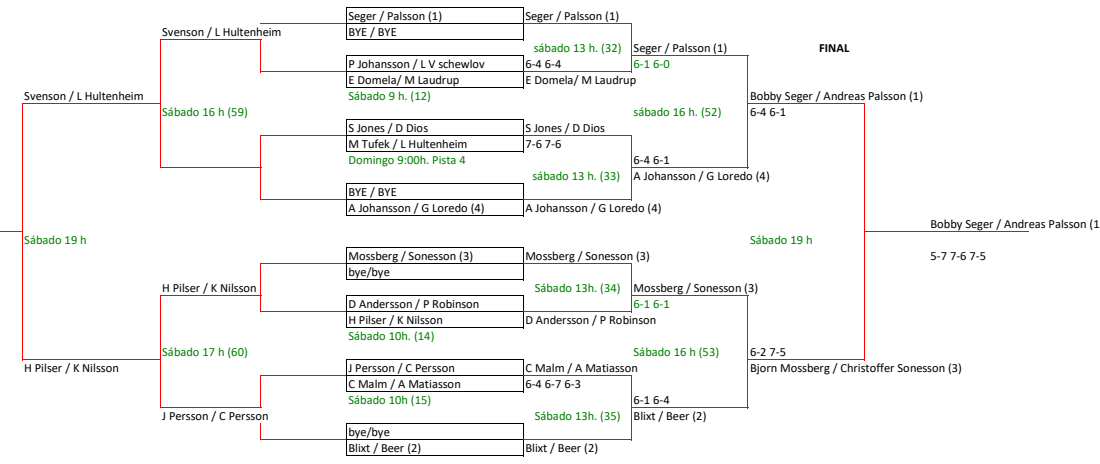 Seger / Palsson (1) Seger / Palsson (1)
Svenson / L Hultenheim BYE / BYE
sábado 13 h. (32) Seger / Palsson (1) FINAL
P Johansson / L V schewlov 6-4 6-4 6-1 6-0
E Domela/ M Laudrup E Domela/ M Laudrup
Svenson / L Hultenheim Sábado 9 h. (12) Bobby Seger / Andreas Palsson (1)
Sábado 16 h (59) sábado 16 h. (52) 6-4 6-1
S Jones / D Dios S Jones / D Dios
M Tufek / L Hultenheim 7-6 7-6
Domingo 9:00h. Pista 4 6-4 6-1
sábado 13 h. (33) A Johansson / G Loredo (4)
BYE / BYE
A Johansson / G Loredo (4) A Johansson / G Loredo (4)
Bobby Seger / Andreas Palsson (1
Sábado 19 h Sábado 19 h
Mossberg / Sonesson (3) Mossberg / Sonesson (3) 5-7 7-6 7-5
bye/bye
H Pilser / K Nilsson Sábado 13h. (34) Mossberg / Sonesson (3)
D Andersson / P Robinson 6-1 6-1
H Pilser / K Nilsson D Andersson / P Robinson
Sábado 10h. (14)
Sábado 17 h (60) Sábado 16 h (53) 6-2 7-5
H Pilser / K Nilsson J Persson / C Persson C Malm / A Matiasson Bjorn Mossberg / Christoffer Sonesson (3)
C Malm / A Matiasson 6-4 6-7 6-3
Sábado 10h (15) 6-1 6-4
J Persson / C Persson Sábado 13h. (35) Blixt / Beer (2)
bye/bye
Blixt / Beer (2) Blixt / Beer (2)